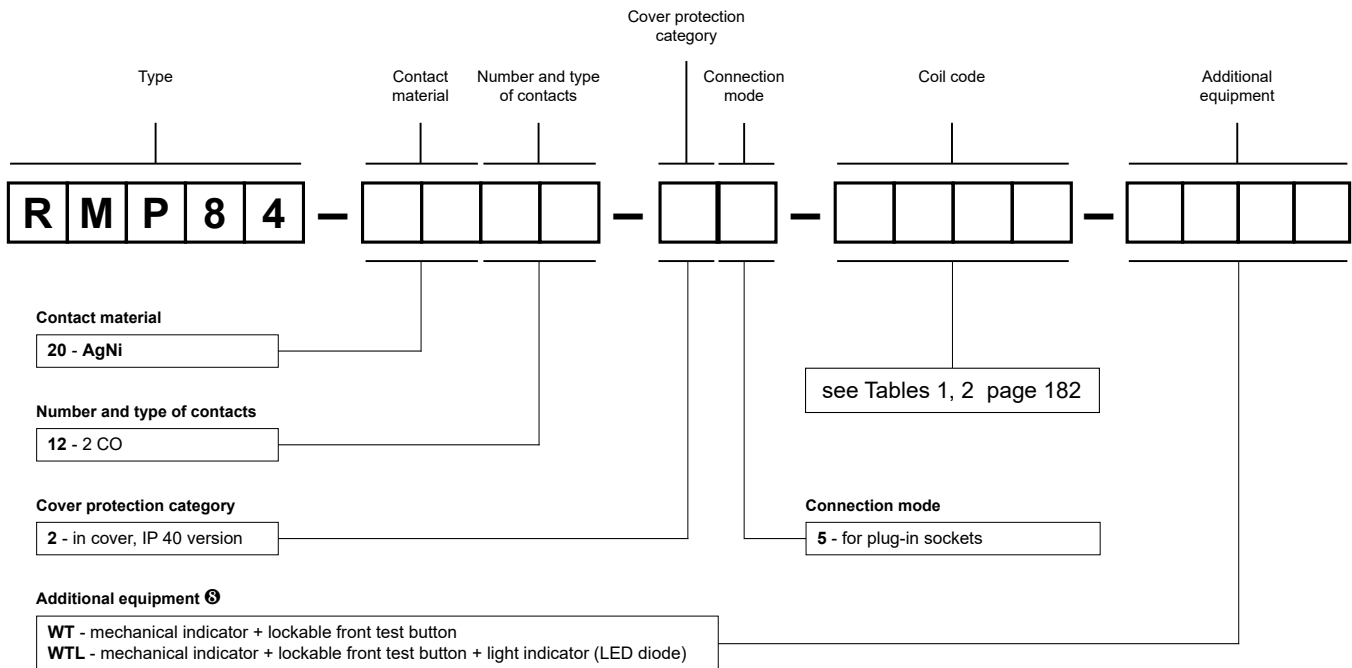 Cover protection
category
Type
Contact
material
Number and type
of contacts
Connection
mode
Coil code
Additional
equipment
R M P 8 4 – – – –
Contact material
20 - AgNi
see Tables 1, 2 page 182
Number and type of contacts
12 - 2 CO
Cover protection category
2 - in cover, IP 40 version
Connection mode
5 - for plug-in sockets
Additional equipment ❽
WT - mechanical indicator + lockable front test button
WTL - mechanical indicator + lockable front test button + light indicator (LED diode)